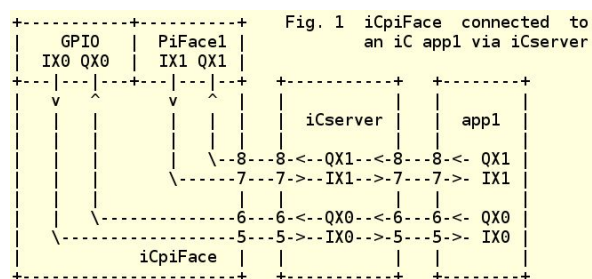 +-----------+----------+   Fig. 1  iCpiFace  connected  to
|   GPIO   |  PiFace1 |          an iC app1 via iCserver
|  IX0 QX0  |  IX1 QX1  |
+---|---|---+---|---|--+   +-----------+   +--------+
|   v   ^       v   ^  |   |           |   |        |
|   |   |       |   |  |   |  iCserver |   |  app1  |
|   |   |       |   |  |   |           |   |        |
|   |   |       |   \--8---8-<--QX1--<-8---8-<- QX1 |
|   |   |       \------7---7->--IX1-->-7---7->- IX1 |
|   |   |              |   |           |   |        |
|   |   \--------------6---6-<--QX0--<-6---6-<- QX0 |
|   \------------------5---5->--IX0-->-5---5->- IX0 |
|            iCpiFace  |   |           |   |        |
+----------------------+   +-----------+   +--------+